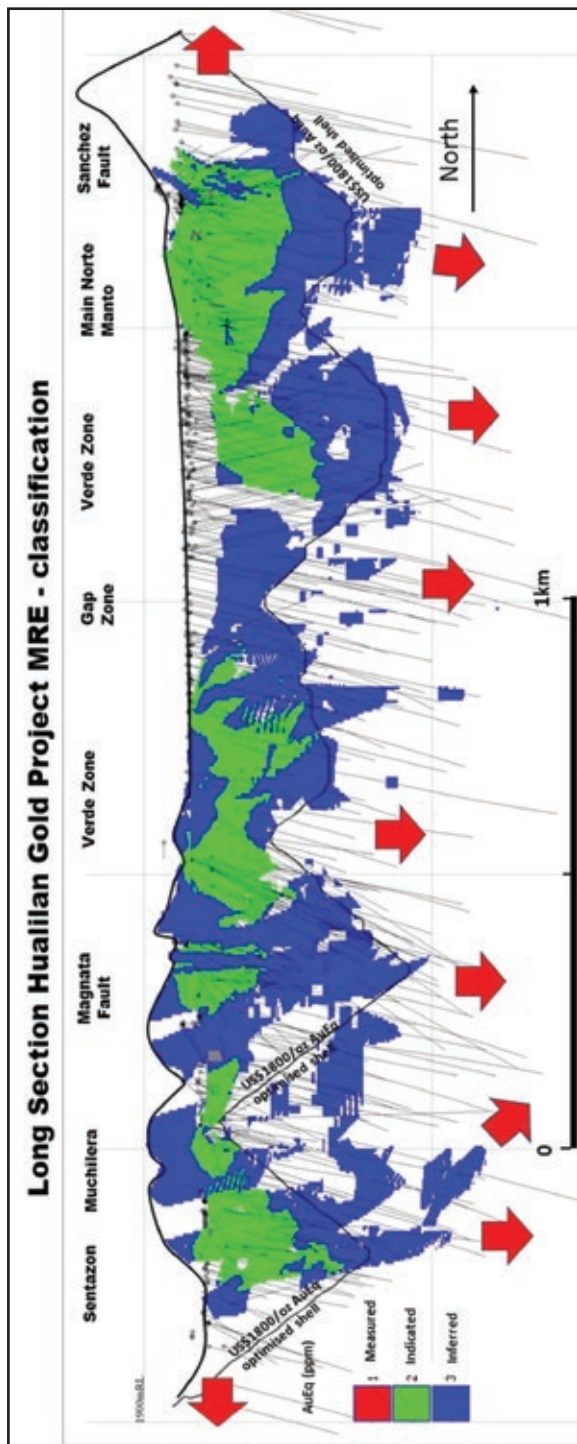 Long Section Hualilan Gold Project MRE - classification
Sentazon
Muchilera
Magnata
Fault
Verde Zone
Gap
Zone
Verde Zone
Main Norte
Manto
Sanchez
Fault
1900mRL
US$1800/oz AuEq
optimised shell
US$1800/oz AuEq
optimised shell
US$1800/oz AuEq
optimised shell
North
AuEq (ppm)
1 Measured
2 Indicated
3 Inferred
0
1km